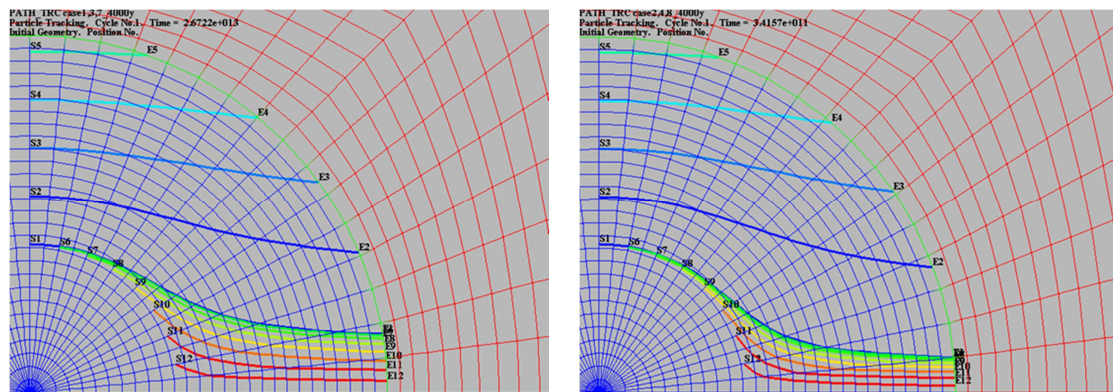 PATH_TRC case1,3,7_4000y
Particle Tracking. Cycle No.1. Time = 2.6722e+013
Initial Geometry. Position No.
S5
E5
S4
E4
S3
E3
S2
E2
S1
S6
S7
S8
S9
S10
S11
S12
E8
E9
E10
E11
E12
PATH_TRC case2,4,8_4000y
Particle Tracking. Cycle No.1. Time = 3.4157e+011
Initial Geometry. Position No.
S5
E5
S4
E4
S3
E3
S2
E2
S1
S6
S7
S8
S9
S10
S11
S12
E9
E10
E11
E12